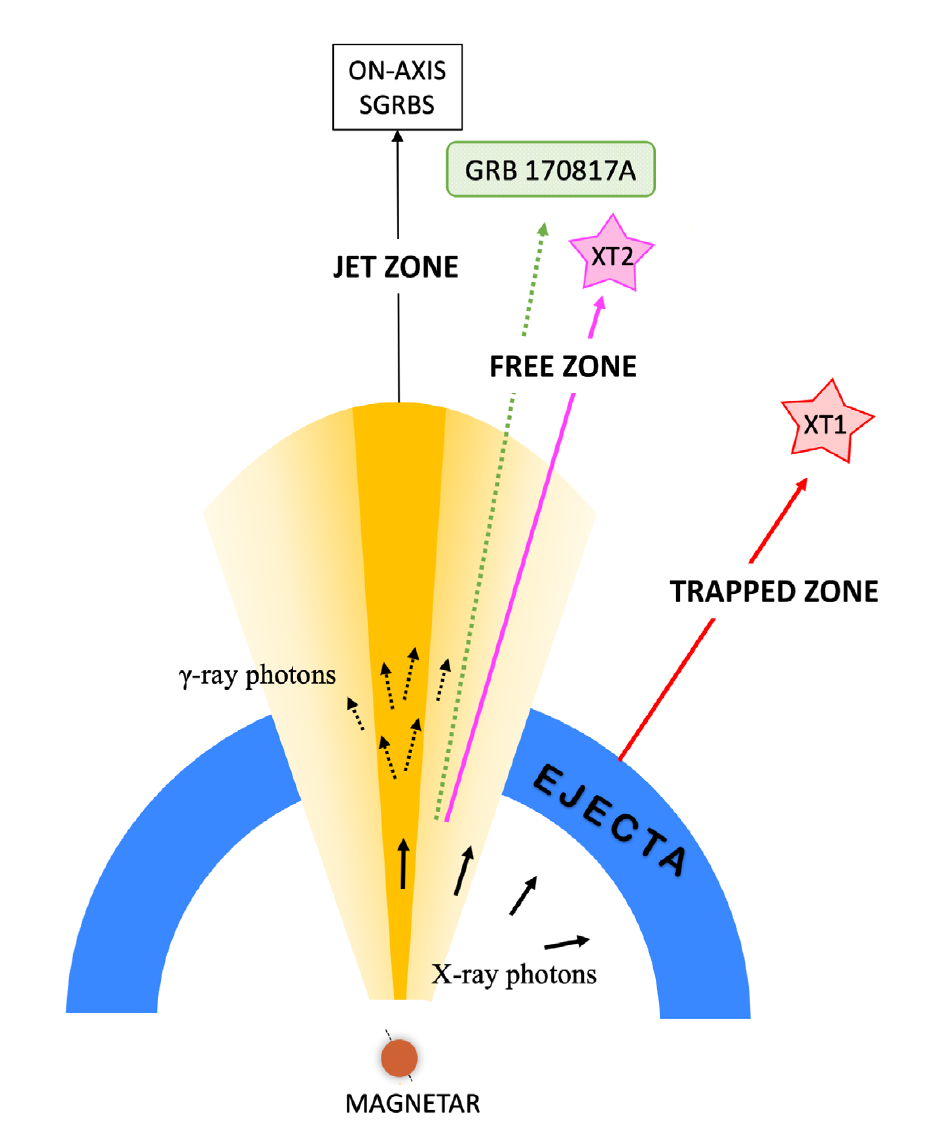 ON-AXIS
SGRBS
GRB 170817A
XT2
JET ZONE
FREE ZONE
XT1
TRAPPED ZONE
γ-ray photons
EJECTA
X-ray photons
MAGNETAR